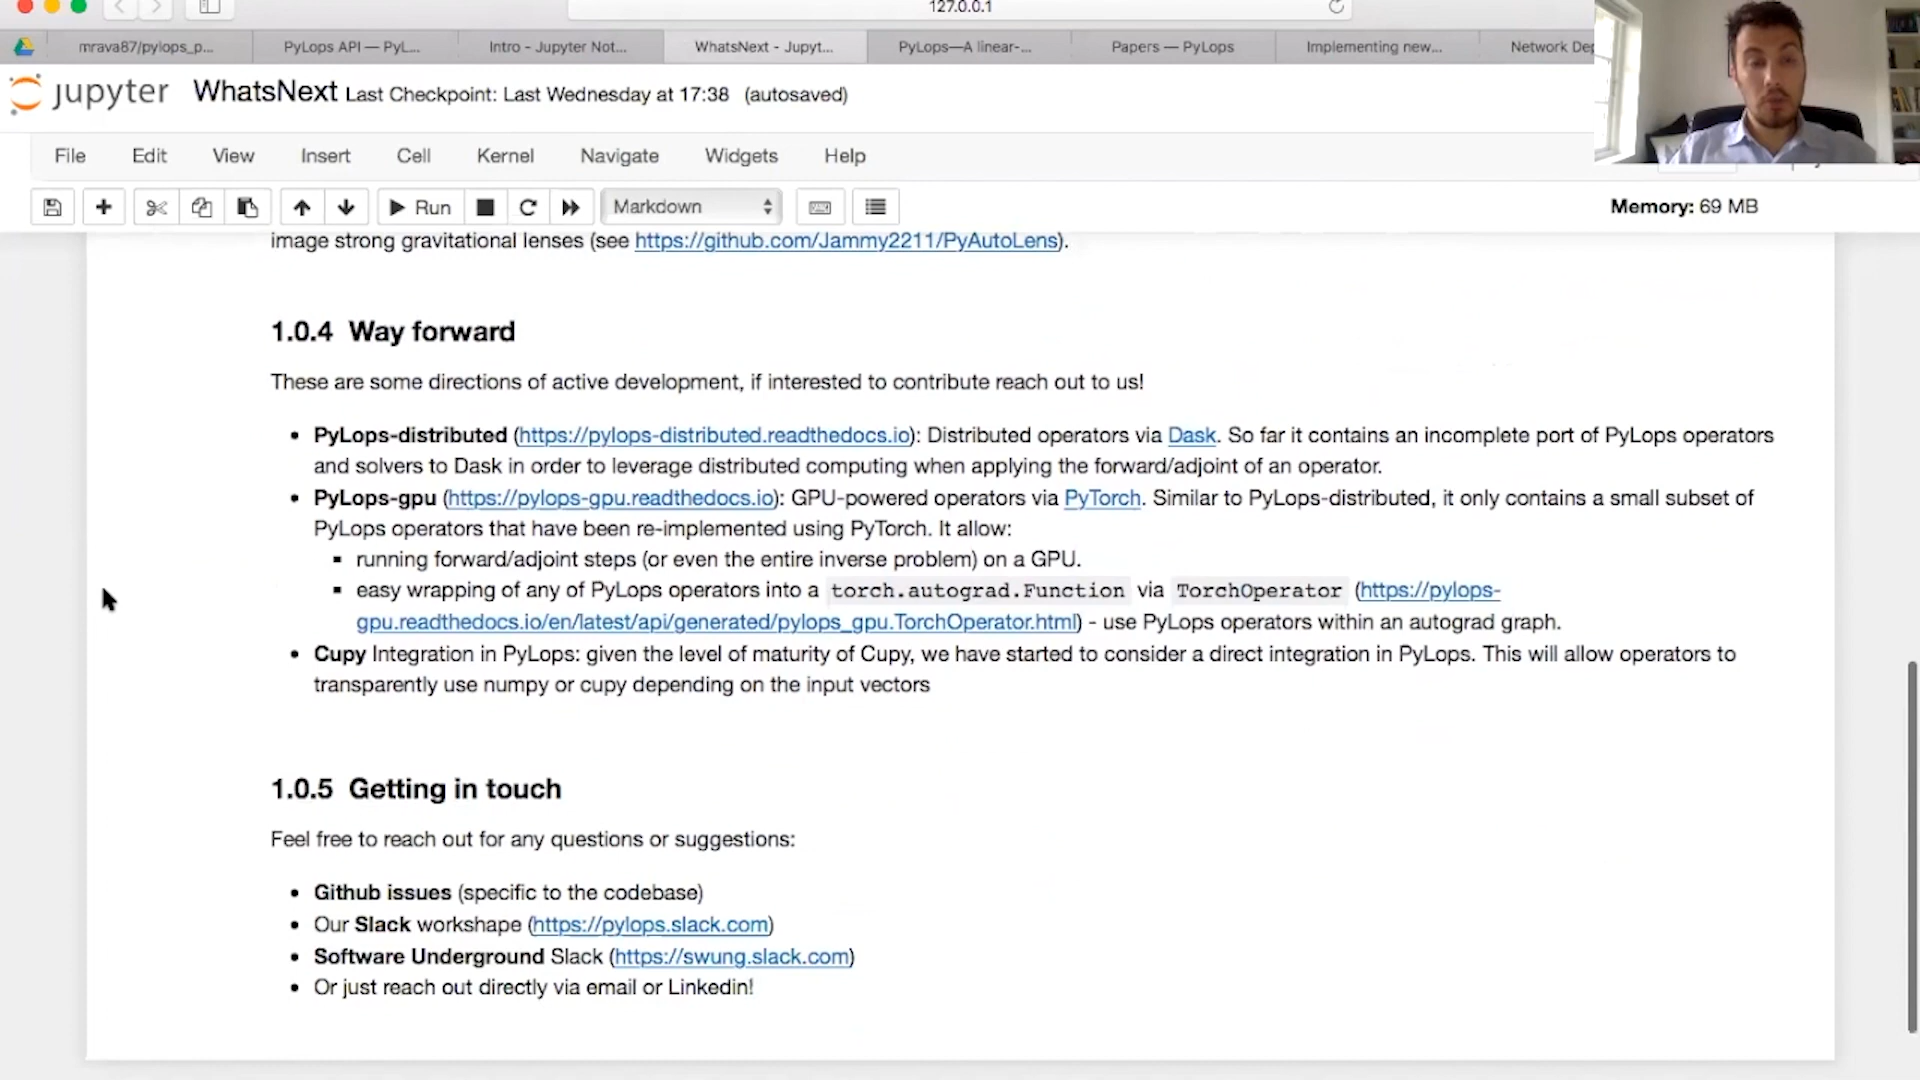 127.0.0.1
mrava87/pylops_p...
PyLops API — PyL...
Intro - Jupyter Not...
WhatsNext - Jupyt...
PyLops—A linear-...
Papers — PyLops
Implementing new...
Network Dep
jupyter WhatsNext Last Checkpoint: Last Wednesday at 17:38 (autosaved)
File Edit View Insert Cell Kernel Navigate Widgets Help
Run Markdown Memory: 69 MB
image strong gravitational lenses (see https://github.com/Jammy2211/PyAutoLens).
1.0.4 Way forward
These are some directions of active development, if interested to contribute reach out to us!
• PyLops-distributed (https://pylops-distributed.readthedocs.io): Distributed operators via Dask. So far it contains an incomplete port of PyLops operators
and solvers to Dask in order to leverage distributed computing when applying the forward/adjoint of an operator.
• PyLops-gpu (https://pylops-gpu.readthedocs.io): GPU-powered operators via PyTorch. Similar to PyLops-distributed, it only contains a small subset of
PyLops operators that have been re-implemented using PyTorch. It allow:
▪ running forward/adjoint steps (or even the entire inverse problem) on a GPU.
▪ easy wrapping of any of PyLops operators into a torch.autograd.Function via TorchOperator (https://pylops-
gpu.readthedocs.io/en/latest/api/generated/pylops_gpu.TorchOperator.html) - use PyLops operators within an autograd graph.
• Cupy Integration in PyLops: given the level of maturity of Cupy, we have started to consider a direct integration in PyLops. This will allow operators to
transparently use numpy or cupy depending on the input vectors
1.0.5 Getting in touch
Feel free to reach out for any questions or suggestions:
• Github issues (specific to the codebase)
• Our Slack workshape (https://pylops.slack.com)
• Software Underground Slack (https://swung.slack.com)
• Or just reach out directly via email or Linkedin!